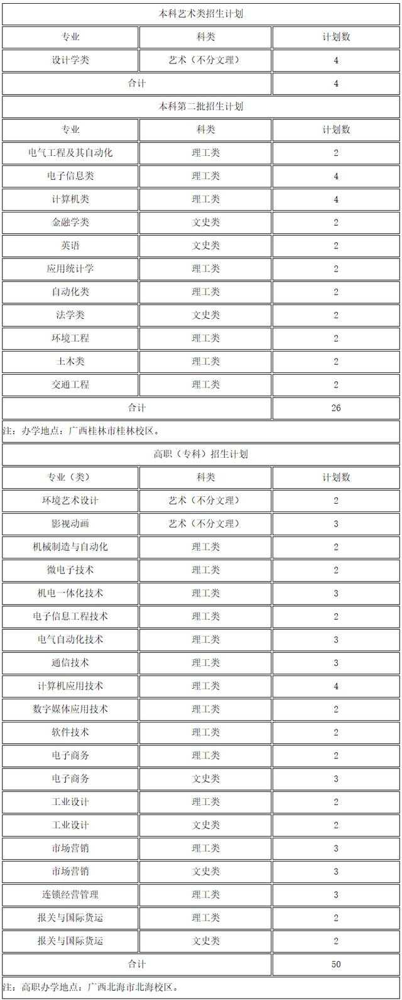 本科艺术类招生计划
专业 科类 计划数
设计学类 艺术（不分文理） 4
合计 4
本科第二批招生计划
专业 科类 计划数
电气工程及其自动化 理工类 2
电子信息类 理工类 4
计算机类 理工类 4
金融学类 文史类 2
英语 文史类 2
应用统计学 理工类 2
自动化类 理工类 2
法学类 文史类 2
环境工程 理工类 2
土木类 理工类 2
交通工程 理工类 2
合计 26
注：办学地点：广西桂林市桂林校区。
高职（专科）招生计划
专业（类） 科类 计划数
环境艺术设计 艺术（不分文理） 2
影视动画 艺术（不分文理） 3
机械制造与自动化 理工类 2
微电子技术 理工类 2
机电一体化技术 理工类 3
电子信息工程技术 理工类 2
电气自动化技术 理工类 3
通信技术 理工类 3
计算机应用技术 理工类 4
数字媒体应用技术 理工类 2
软件技术 理工类 2
电子商务 理工类 2
电子商务 文史类 3
工业设计 理工类 2
工业设计 文史类 2
市场营销 理工类 3
市场营销 文史类 3
连锁经营管理 理工类 3
报关与国际货运 理工类 2
报关与国际货运 文史类 2
合计 50
注：高职办学地点：广西北海市北海校区。